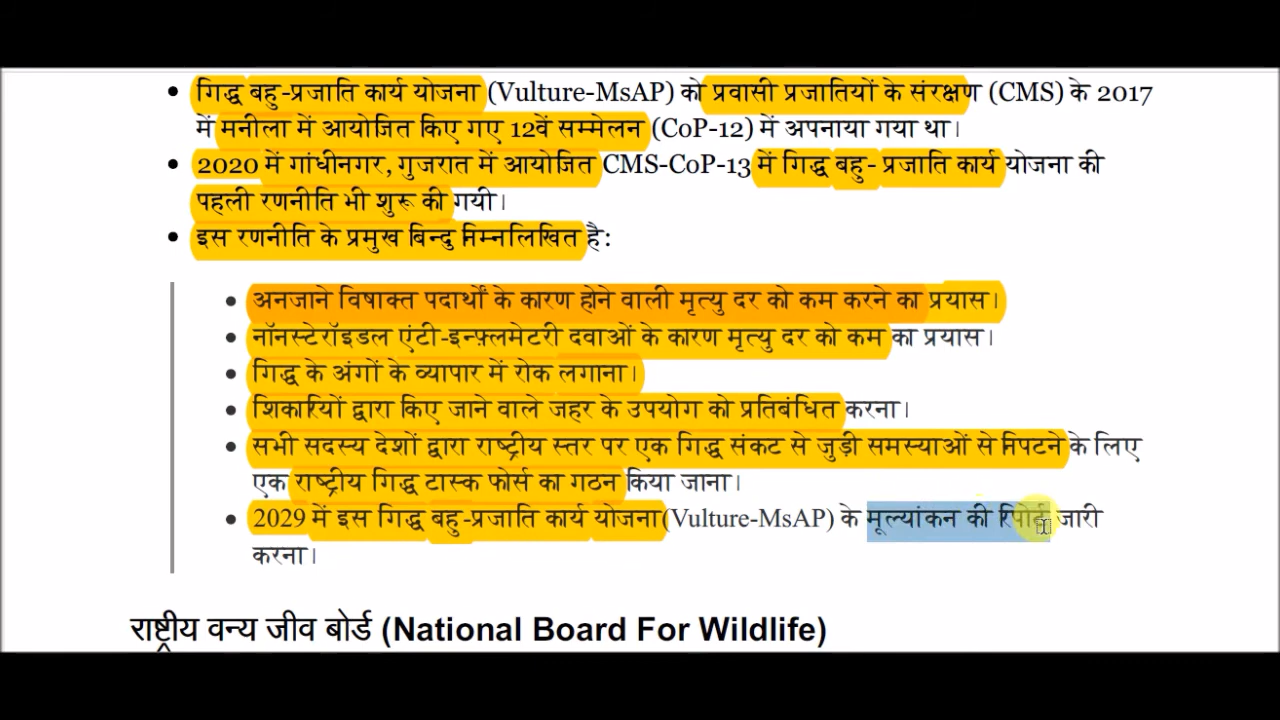 गिद्ध बहु-प्रजाति कार्य योजना (Vulture-MsAP) को प्रवासी प्रजातियों के संरक्षण (CMS) के 2017
में मनीला में आयोजित किए गए 12वें सम्मेलन (CoP-12) में अपनाया गया था।
2020 में गांधीनगर, गुजरात में आयोजित CMS-CoP-13 में गिद्ध बहु- प्रजाति कार्य योजना की
पहली रणनीति भी शुरू की गयी।
इस रणनीति के प्रमुख बिन्दु निम्नलिखित है:
अनजाने विषाक्त पदार्थों के कारण होने वाली मृत्यु दर को कम करने का प्रयास।
नॉनस्टेरॉइडल एंटी-इन्फ़्लमेटरी दवाओं के कारण मृत्यु दर को कम का प्रयास।
गिद्ध के अंगों के व्यापार में रोक लगाना।
शिकारियों द्वारा किए जाने वाले जहर के उपयोग को प्रतिबंधित करना।
सभी सदस्य देशों द्वारा राष्ट्रीय स्तर पर एक गिद्ध संकट से जुड़ी समस्याओं से निपटने के लिए
एक राष्ट्रीय गिद्ध टास्क फोर्स का गठन किया जाना।
2029 में इस गिद्ध बहु-प्रजाति कार्य योजना(Vulture-MsAP) के मूल्यांकन की रिपोर्ट जारी
करना।
राष्ट्रीय वन्य जीव बोर्ड (National Board For Wildlife)